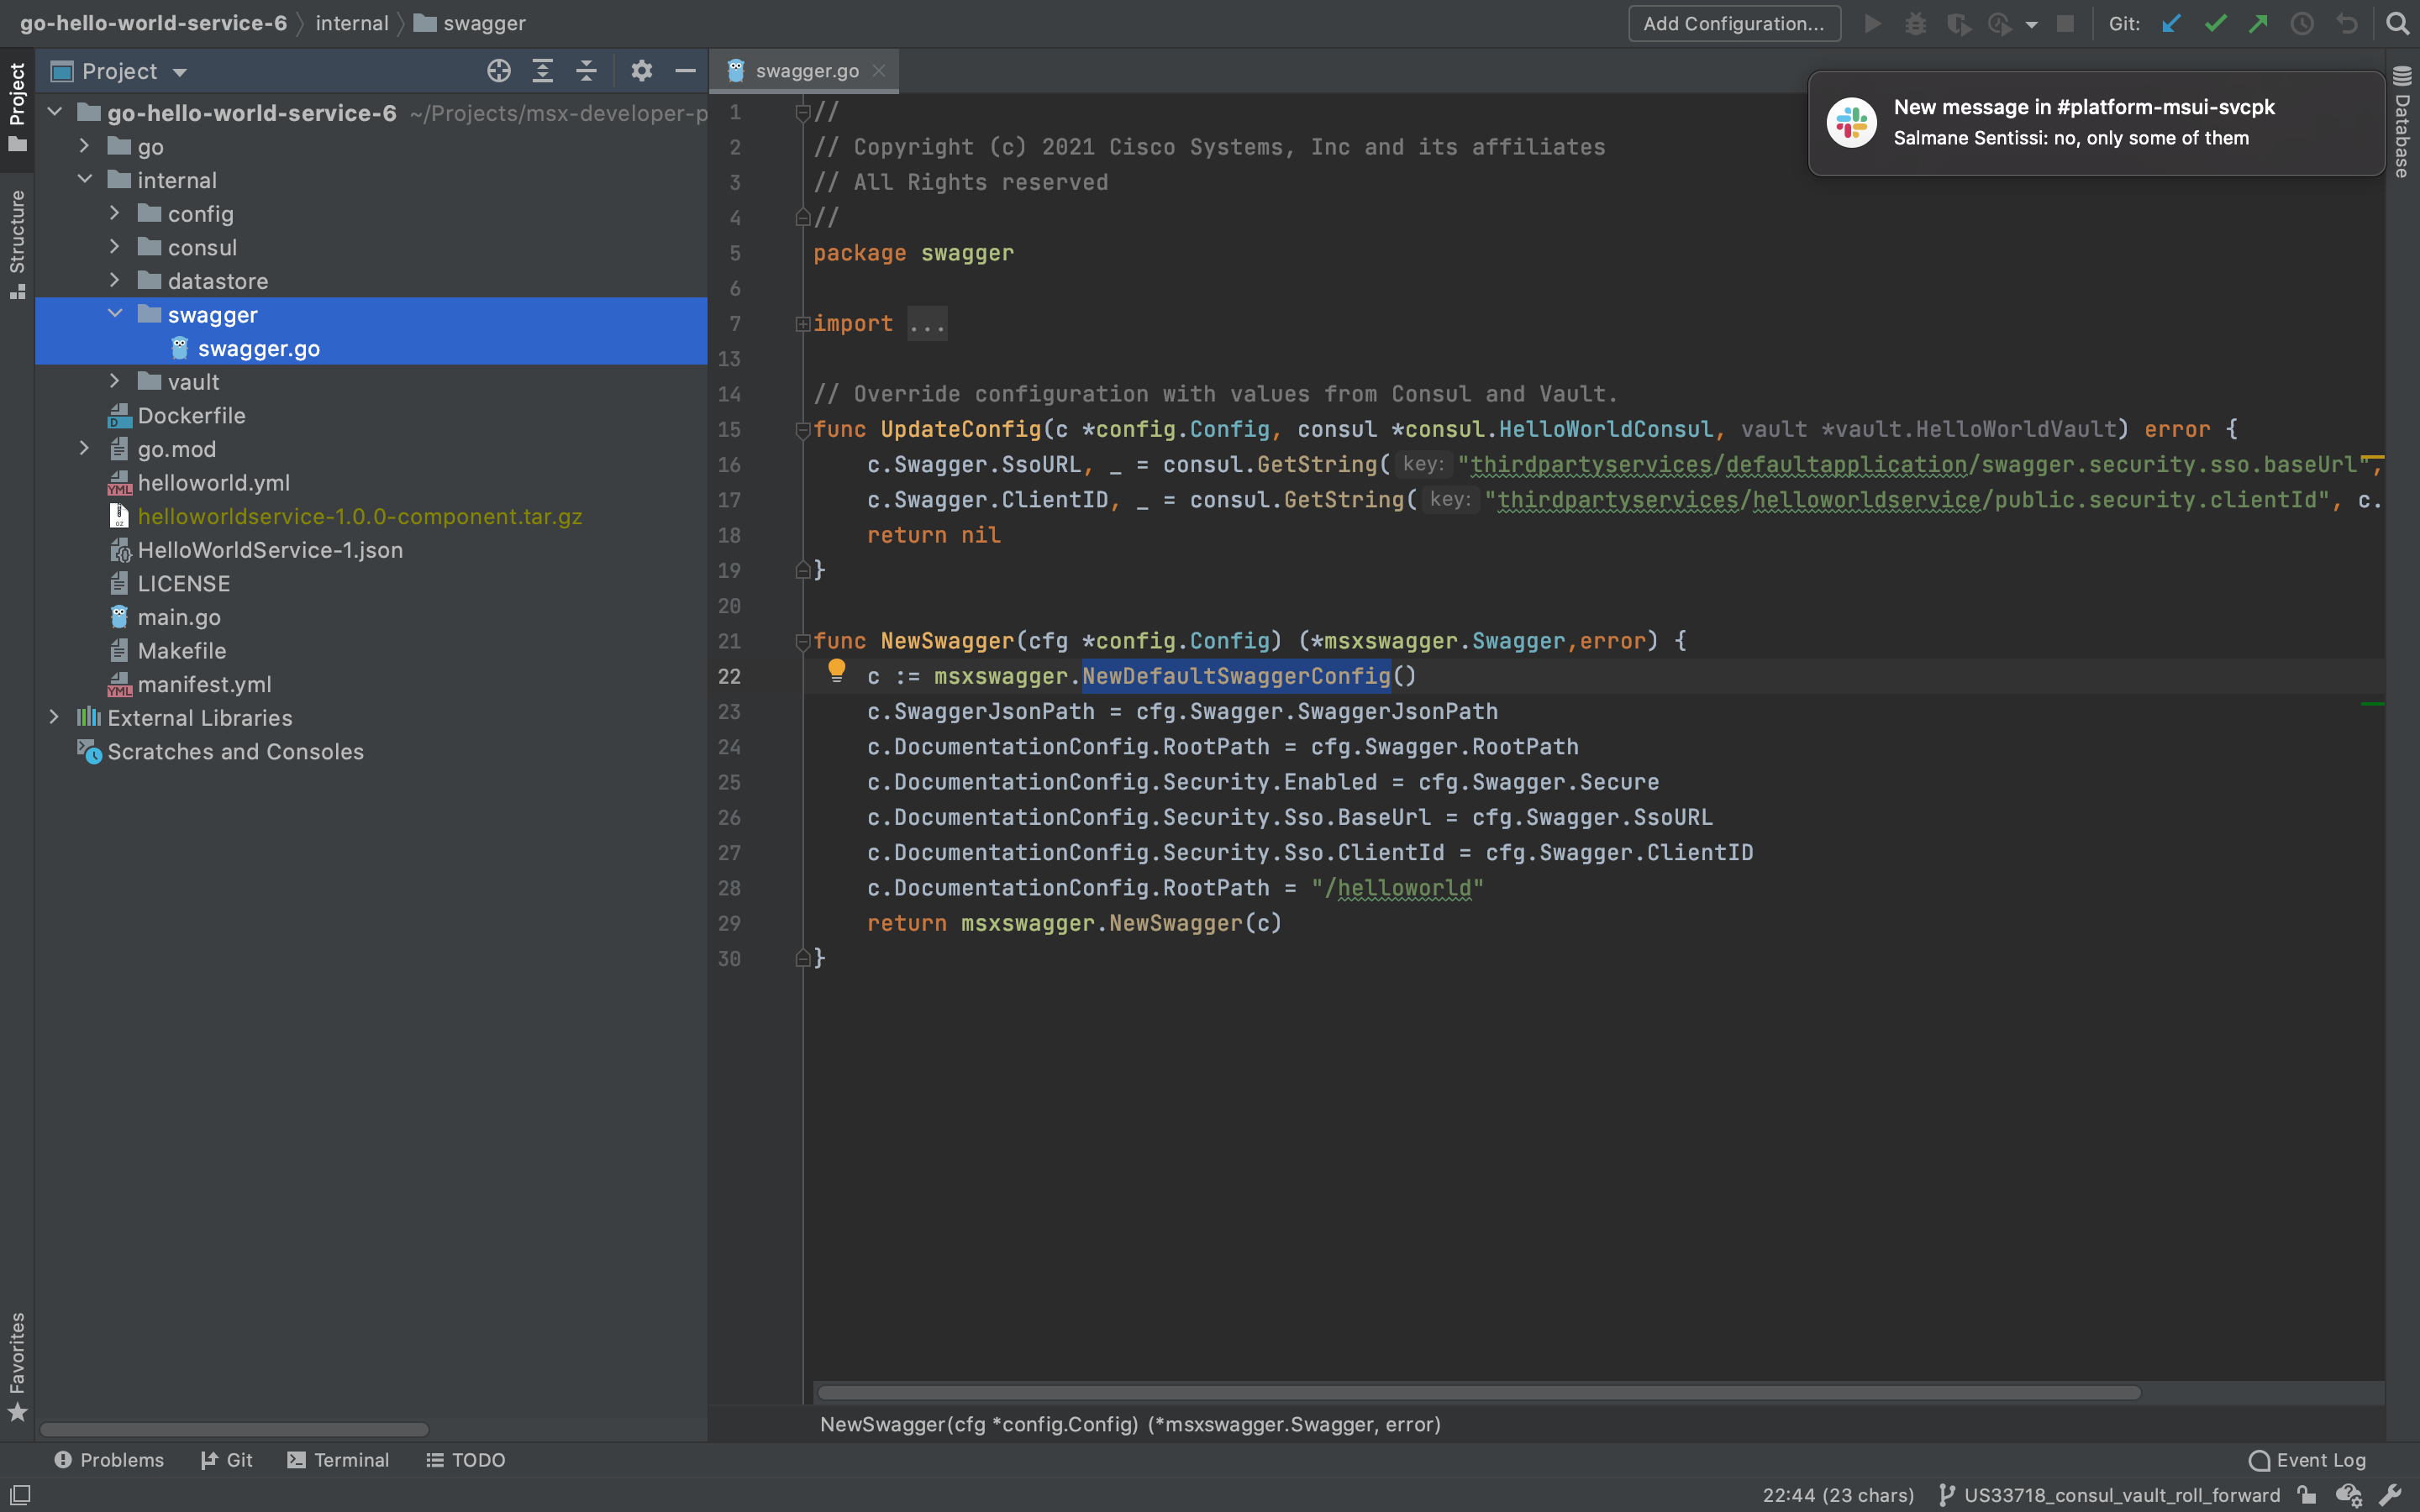 go-hello-world-service-6 internal swagger
Add Configuration...
Git:
Project
Structure
Favorites
Database
Project
go-hello-world-service-6 ~/Projects/msx-developer-p
go
internal
config
consul
datastore
swagger
swagger.go
vault
Dockerfile
go.mod
helloworld.yml
helloworldservice-1.0.0-component.tar.gz
HelloWorldService-1.json
LICENSE
main.go
Makefile
manifest.yml
External Libraries
Scratches and Consoles
swagger.go
New message in #platform-msui-svcpk
Salmane Sentissi: no, only some of them
1 //
2 // Copyright (c) 2021 Cisco Systems, Inc and its affiliates
3 // All Rights reserved
4 //
5 package swagger
6
7 import ...
13
14 // Override configuration with values from Consul and Vault.
15 func UpdateConfig(c *config.Config, consul *consul.HelloWorldConsul, vault *vault.HelloWorldVault) error {
16 c.Swagger.SsoURL, _ = consul.GetString( key: "thirdpartyservices/defaultapplication/swagger.security.sso.baseUrl",
17 c.Swagger.ClientID, _ = consul.GetString( key: "thirdpartyservices/helloworldservice/public.security.clientId", c.
18 return nil
19 }
20
21 func NewSwagger(cfg *config.Config) (*msxswagger.Swagger,error) {
22 c := msxswagger.NewDefaultSwaggerConfig()
23 c.SwaggerJsonPath = cfg.Swagger.SwaggerJsonPath
24 c.DocumentationConfig.RootPath = cfg.Swagger.RootPath
25 c.DocumentationConfig.Security.Enabled = cfg.Swagger.Secure
26 c.DocumentationConfig.Security.Sso.BaseUrl = cfg.Swagger.SsoURL
27 c.DocumentationConfig.Security.Sso.ClientId = cfg.Swagger.ClientID
28 c.DocumentationConfig.RootPath = "/helloworld"
29 return msxswagger.NewSwagger(c)
30 }
NewSwagger(cfg *config.Config) (*msxswagger.Swagger, error)
Problems Git Terminal TODO
Event Log
22:44 (23 chars) US33718_consul_vault_roll_forward